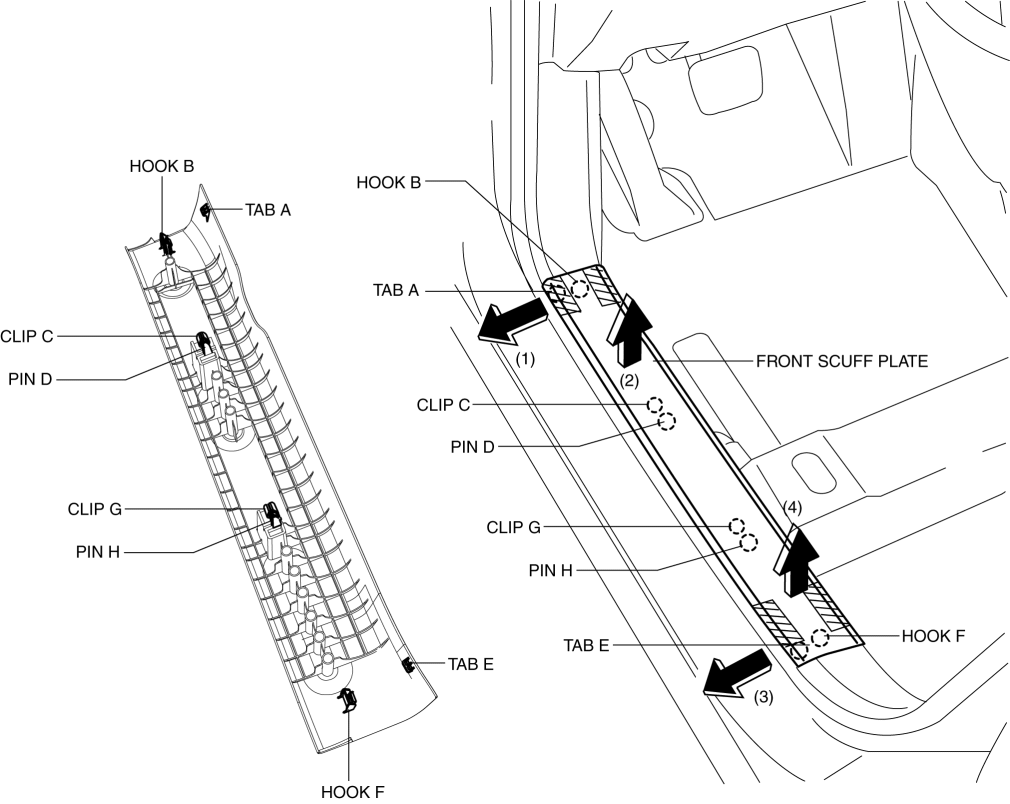 HOOK B
TAB A
CLIP C
PIN D
CLIP G
PIN H
TAB E
HOOK F
HOOK B
TAB A
(1)
(2)
FRONT SCUFF PLATE
CLIP C
PIN D
(4)
CLIP G
PIN H
TAB E
HOOK F
(3)